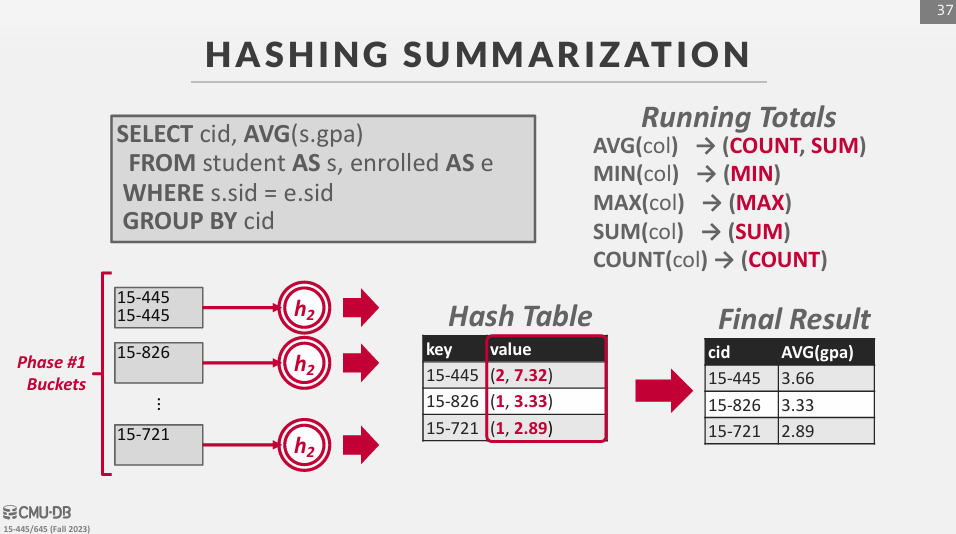 37
HASHING SUMMARIZATION
SELECT cid, AVG(s.gpa)
FROM student AS s, enrolled AS e
WHERE s.sid = e.sid
GROUP BY cid
Running Totals
AVG(col) → (COUNT, SUM)
MIN(col) → (MIN)
MAX(col) → (MAX)
SUM(col) → (SUM)
COUNT(col) → (COUNT)
Phase #1
Buckets
15-445
15-445
h2
15-826
h2
⋮
15-721
h2
Hash Table
key value
15-445 (2, 7.32)
15-826 (1, 3.33)
15-721 (1, 2.89)
Final Result
cid AVG(gpa)
15-445 3.66
15-826 3.33
15-721 2.89
CMU·DB
15-445/645 (Fall 2023)